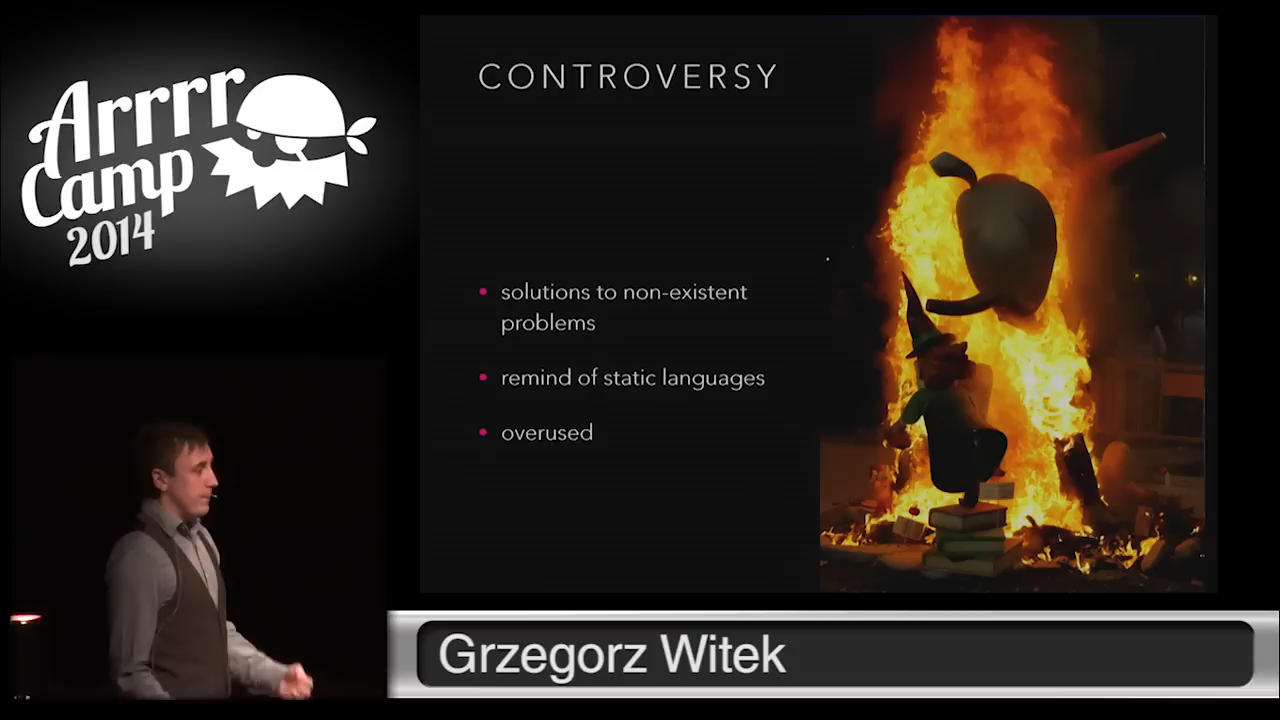 Arrrr
Camp
2014
CONTROVERSY
solutions to non-existent
problems
remind of static languages
overused
Grzegorz Witek